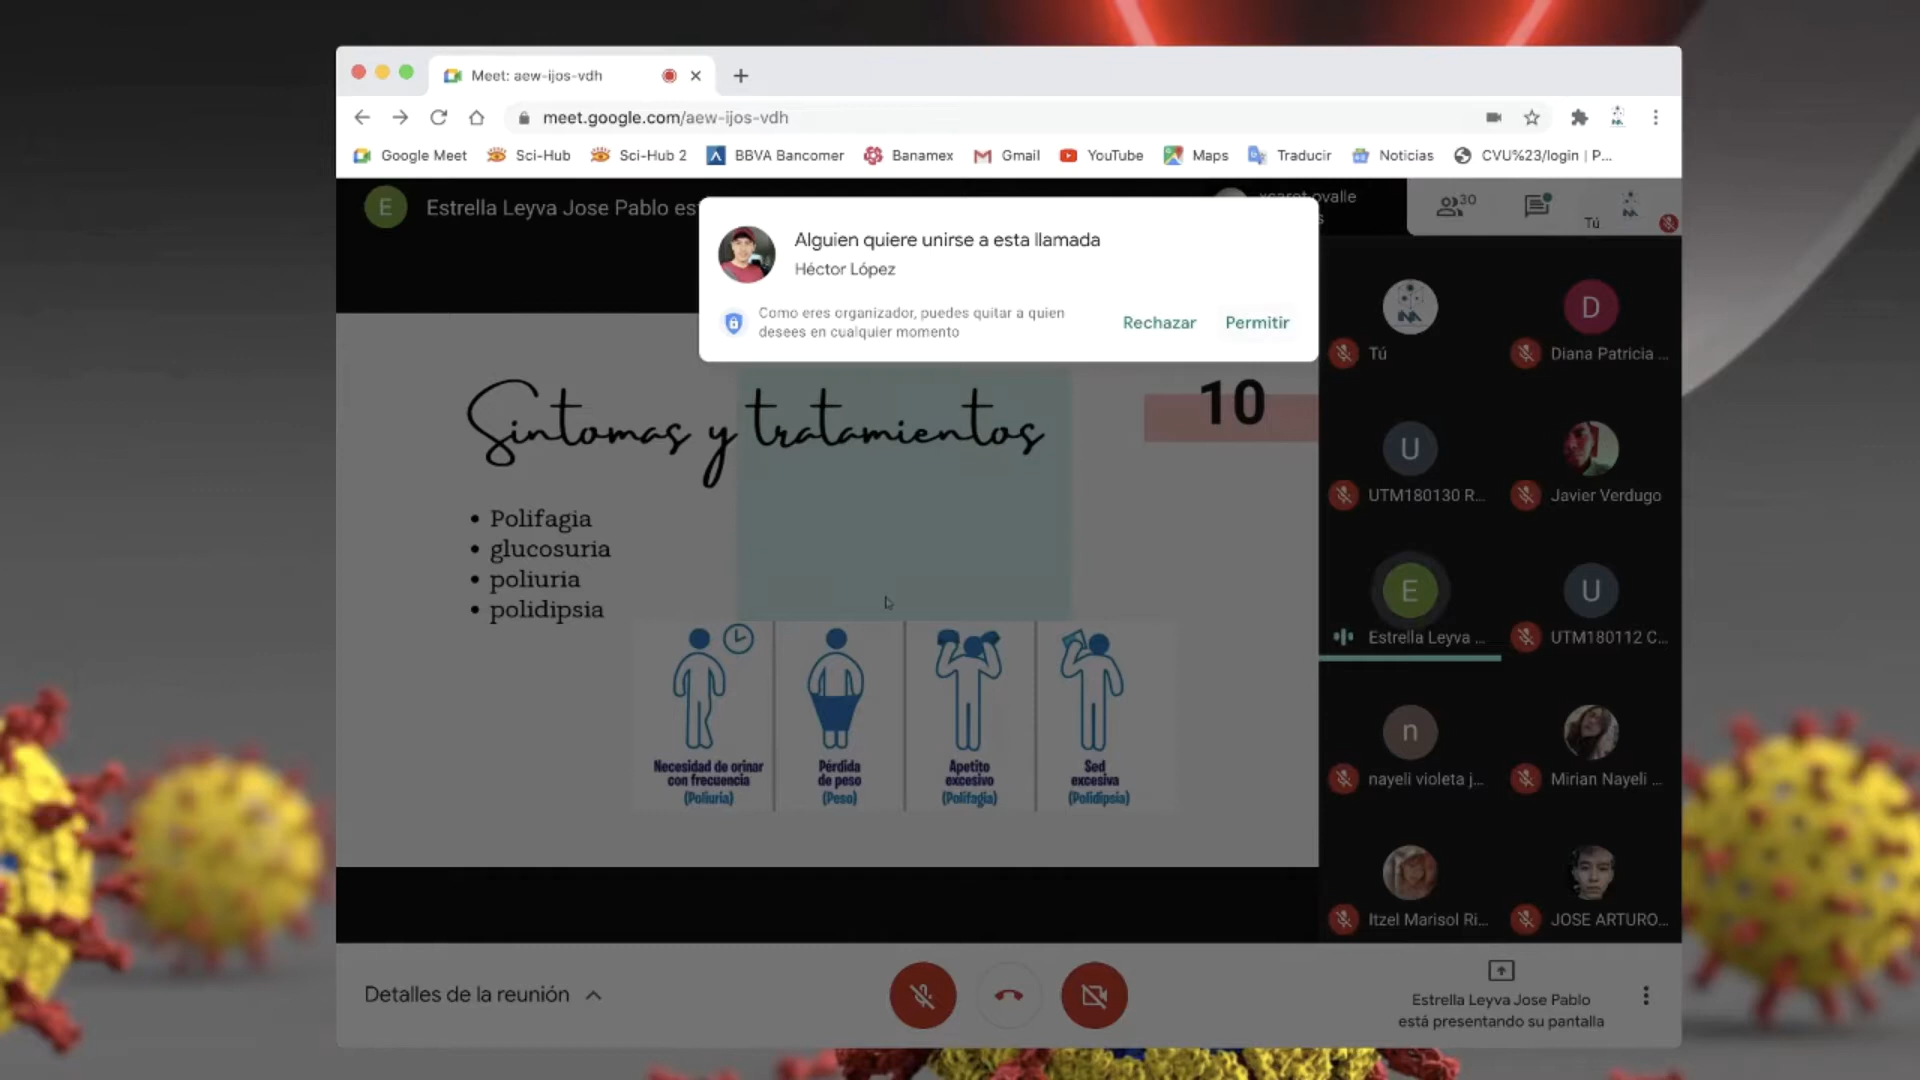 Meet: aew-ijos-vdh
meet.google.com/aew-ijos-vdh
Google Meet Sci-Hub Sci-Hub 2 BBVA Bancomer Banamex Gmail YouTube Maps Traducir Noticias CVU%23/login | P...
E Estrella Leyva Jose Pablo es
ovalle
30
Tú
Alguien quiere unirse a esta llamada
Héctor López
Como eres organizador, puedes quitar a quien
desees en cualquier momento
Rechazar Permitir
Síntomas y tratamientos
10
• Polifagia
• glucosuria
• poliuria
• polidipsia
Necesidad de orinar
con frecuencia
(Poliuria)
Pérdida
de peso
(Peso)
Apetito
excesivo
(Polifagia)
Sed
excesiva
(Polidipsia)
Tú
D
Diana Patricia ...
U
UTM180130 R...
Javier Verdugo
E
Estrella Leyva ...
U
UTM180112 C...
n
nayeli violeta j...
Mirian Nayeli ...
Itzel Marisol Ri...
JOSE ARTURO...
Detalles de la reunión
Estrella Leyva Jose Pablo
está presentando su pantalla